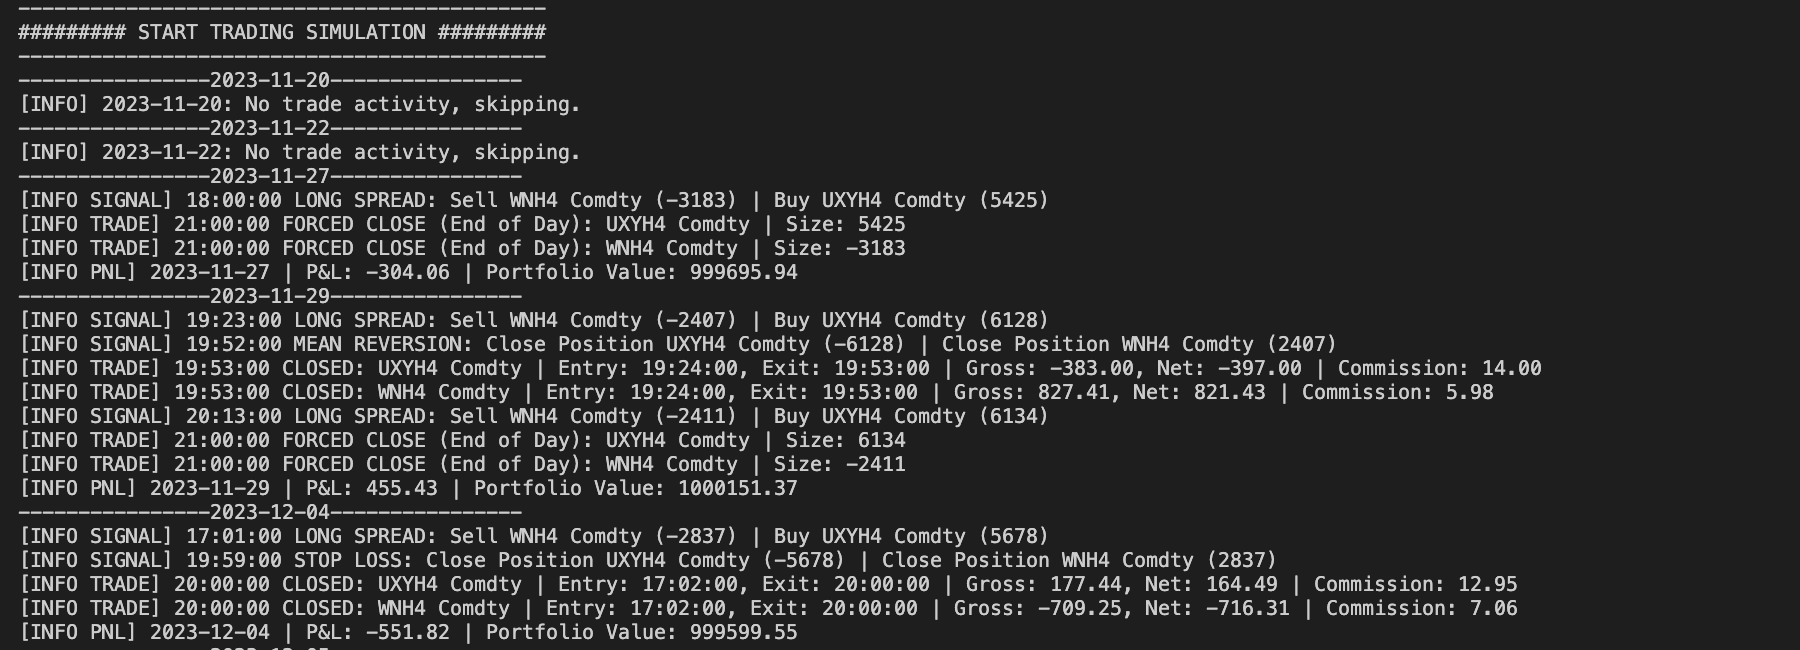 --------------------------------------------
######### START TRADING SIMULATION #########
--------------------------------------------
----------------2023-11-20----------------
[INFO] 2023-11-20: No trade activity, skipping.
----------------2023-11-22----------------
[INFO] 2023-11-22: No trade activity, skipping.
----------------2023-11-27----------------
[INFO SIGNAL] 18:00:00 LONG SPREAD: Sell WNH4 Comdty (-3183) | Buy UXYH4 Comdty (5425)
[INFO TRADE] 21:00:00 FORCED CLOSE (End of Day): UXYH4 Comdty | Size: 5425
[INFO TRADE] 21:00:00 FORCED CLOSE (End of Day): WNH4 Comdty | Size: -3183
[INFO PNL] 2023-11-27 | P&L: -304.06 | Portfolio Value: 999695.94
----------------2023-11-29----------------
[INFO SIGNAL] 19:23:00 LONG SPREAD: Sell WNH4 Comdty (-2407) | Buy UXYH4 Comdty (6128)
[INFO SIGNAL] 19:52:00 MEAN REVERSION: Close Position UXYH4 Comdty (-6128) | Close Position WNH4 Comdty (2407)
[INFO TRADE] 19:53:00 CLOSED: UXYH4 Comdty | Entry: 19:24:00, Exit: 19:53:00 | Gross: -383.00, Net: -397.00 | Commission: 14.00
[INFO TRADE] 19:53:00 CLOSED: WNH4 Comdty | Entry: 19:24:00, Exit: 19:53:00 | Gross: 827.41, Net: 821.43 | Commission: 5.98
[INFO SIGNAL] 20:13:00 LONG SPREAD: Sell WNH4 Comdty (-2411) | Buy UXYH4 Comdty (6134)
[INFO TRADE] 21:00:00 FORCED CLOSE (End of Day): UXYH4 Comdty | Size: 6134
[INFO TRADE] 21:00:00 FORCED CLOSE (End of Day): WNH4 Comdty | Size: -2411
[INFO PNL] 2023-11-29 | P&L: 455.43 | Portfolio Value: 1000151.37
----------------2023-12-04----------------
[INFO SIGNAL] 17:01:00 LONG SPREAD: Sell WNH4 Comdty (-2837) | Buy UXYH4 Comdty (5678)
[INFO SIGNAL] 19:59:00 STOP LOSS: Close Position UXYH4 Comdty (-5678) | Close Position WNH4 Comdty (2837)
[INFO TRADE] 20:00:00 CLOSED: UXYH4 Comdty | Entry: 17:02:00, Exit: 20:00:00 | Gross: 177.44, Net: 164.49 | Commission: 12.95
[INFO TRADE] 20:00:00 CLOSED: WNH4 Comdty | Entry: 17:02:00, Exit: 20:00:00 | Gross: -709.25, Net: -716.31 | Commission: 7.06
[INFO PNL] 2023-12-04 | P&L: -551.82 | Portfolio Value: 999599.55